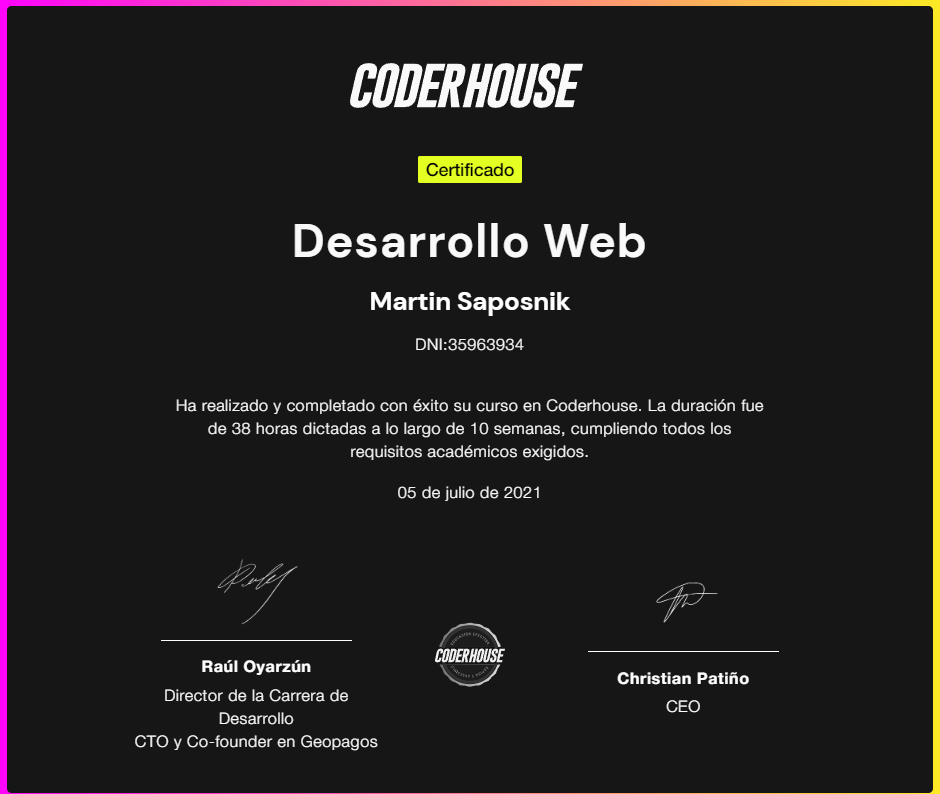 CODERHOUSE
Certificado
Desarrollo Web
Martin Saposnik
DNI:35963934
Ha realizado y completado con éxito su curso en Coderhouse. La duración fue
de 38 horas dictadas a lo largo de 10 semanas, cumpliendo todos los
requisitos académicos exigidos.
05 de julio de 2021
Raúl Oyarzún
Director de la Carrera de
Desarrollo
CTO y Co-founder en Geopagos
CODERHOUSE
Christian Patiño
CEO